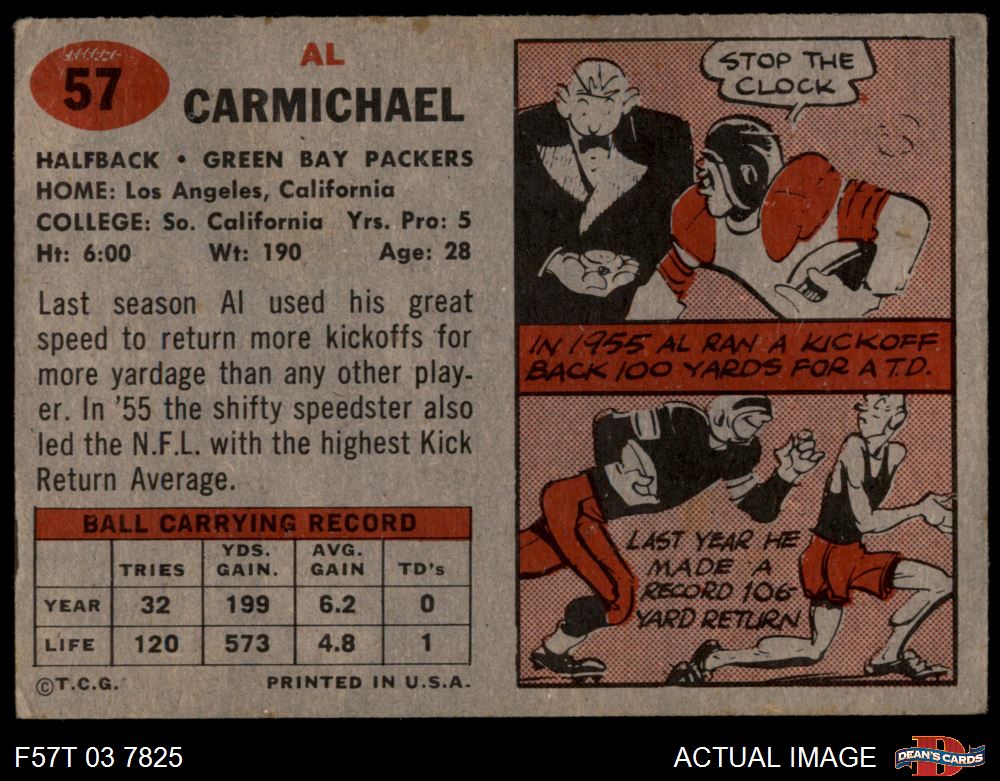 57
AL
CARMICHAEL
HALFBACK • GREEN BAY PACKERS
HOME: Los Angeles, California
COLLEGE: So. California Yrs. Pro: 5
Ht: 6:00 Wt: 190 Age: 28
Last season Al used his great
speed to return more kickoffs for
more yardage than any other play-
er. In '55 the shifty speedster also
led the N.F.L. with the highest Kick
Return Average.
BALL CARRYING RECORD
TRIES YDS. GAIN. AVG. GAIN TD's
YEAR 32 199 6.2 0
LIFE 120 573 4.8 1
©T.C.G. PRINTED IN U.S.A.
STOP THE
CLOCK
IN 1955 AL RAN A KICKOFF
BACK 100 YARDS FOR A T.D.
LAST YEAR HE
MADE A
RECORD 106-
YARD RETURN
F57T 03 7825
ACTUAL IMAGE
D
DEAN'S CARDS